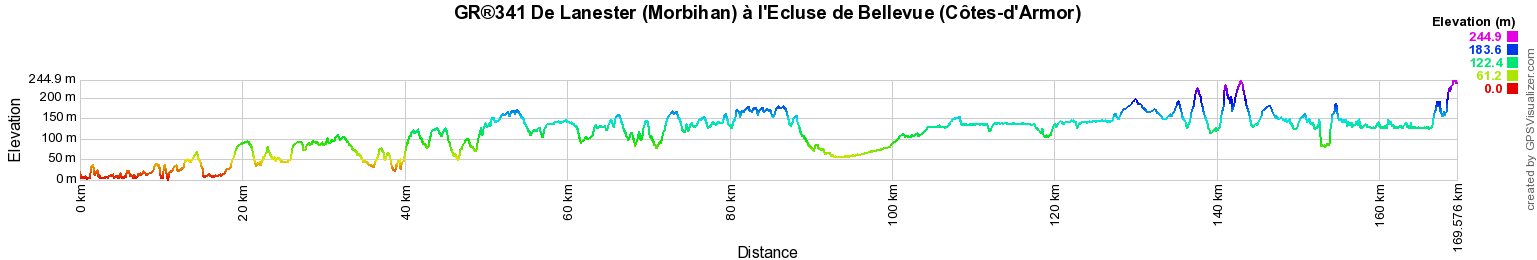 GR®341 De Lanester (Morbihan) à l'Ecluse de Bellevue (Côtes-d'Armor)
Elevation (m)
244.9
183.6
122.4
61.2
0.0
244.9 m
200 m
150 m
100 m
50 m
0 m
Elevation
0 km
20 km
40 km
60 km
80 km
100 km
120 km
140 km
160 km
169.576 km
Distance
created by GPSVisualizer.com